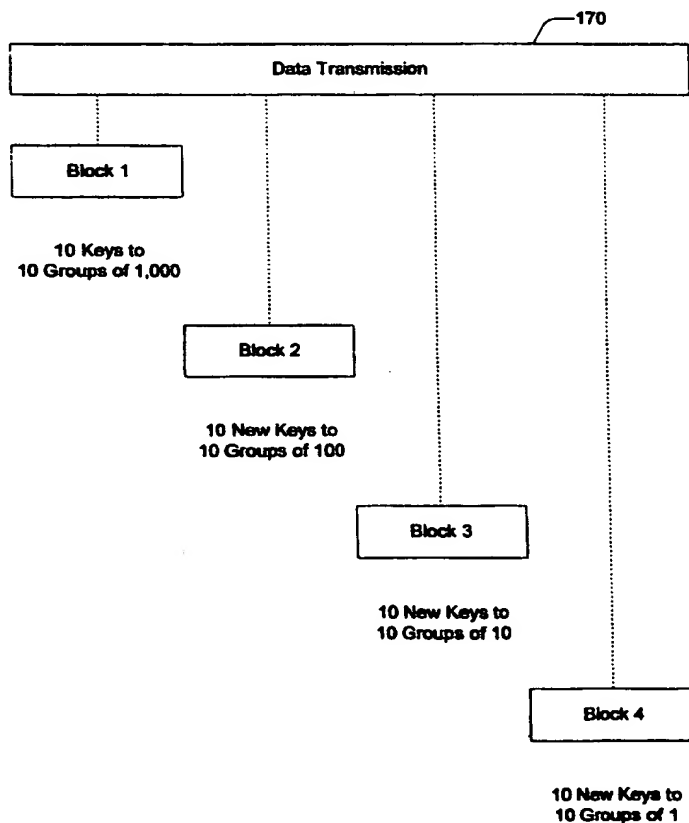 170
Data Transmission
Block 1
10 Keys to
10 Groups of 1,000
Block 2
10 New Keys to
10 Groups of 100
Block 3
10 New Keys to
10 Groups of 10
Block 4
10 New Keys to
10 Groups of 1